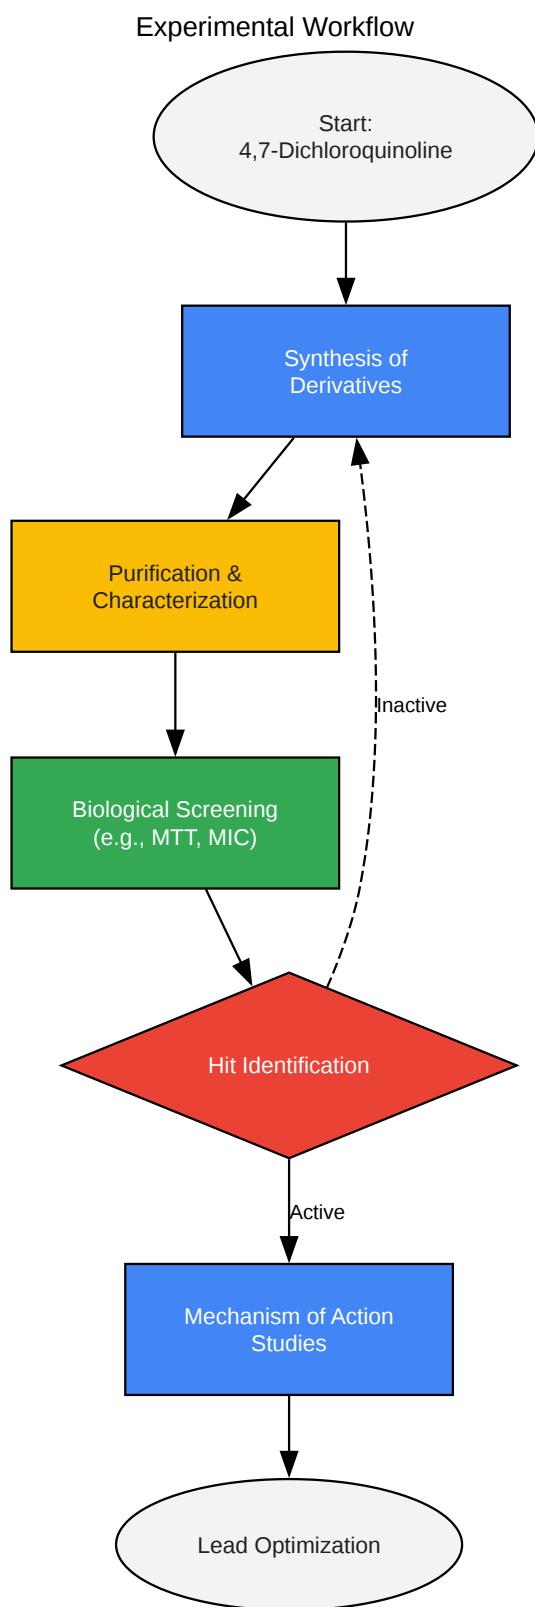 Experimental Workflow
Start:
4,7-Dichloroquinoline
Synthesis of
Derivatives
Purification &
Characterization
Inactive
Biological Screening
(e.g., MTT, MIC)
Hit Identification
Active
Mechanism of Action
Studies
Lead Optimization